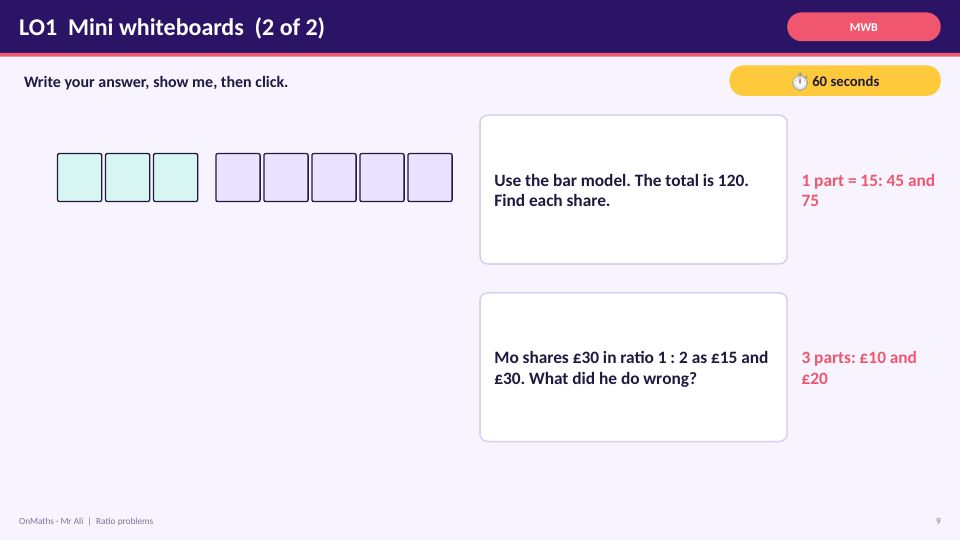 LO1 Mini whiteboards (2 of 2)
MWB
Write your answer, show me, then click.
⏱️ 60 seconds
Use the bar model. The total is 120.
Find each share.
1 part = 15: 45 and
75
Mo shares £30 in ratio 1 : 2 as £15 and
£30. What did he do wrong?
3 parts: £10 and
£20
OnMaths - Mr Ali | Ratio problems
9